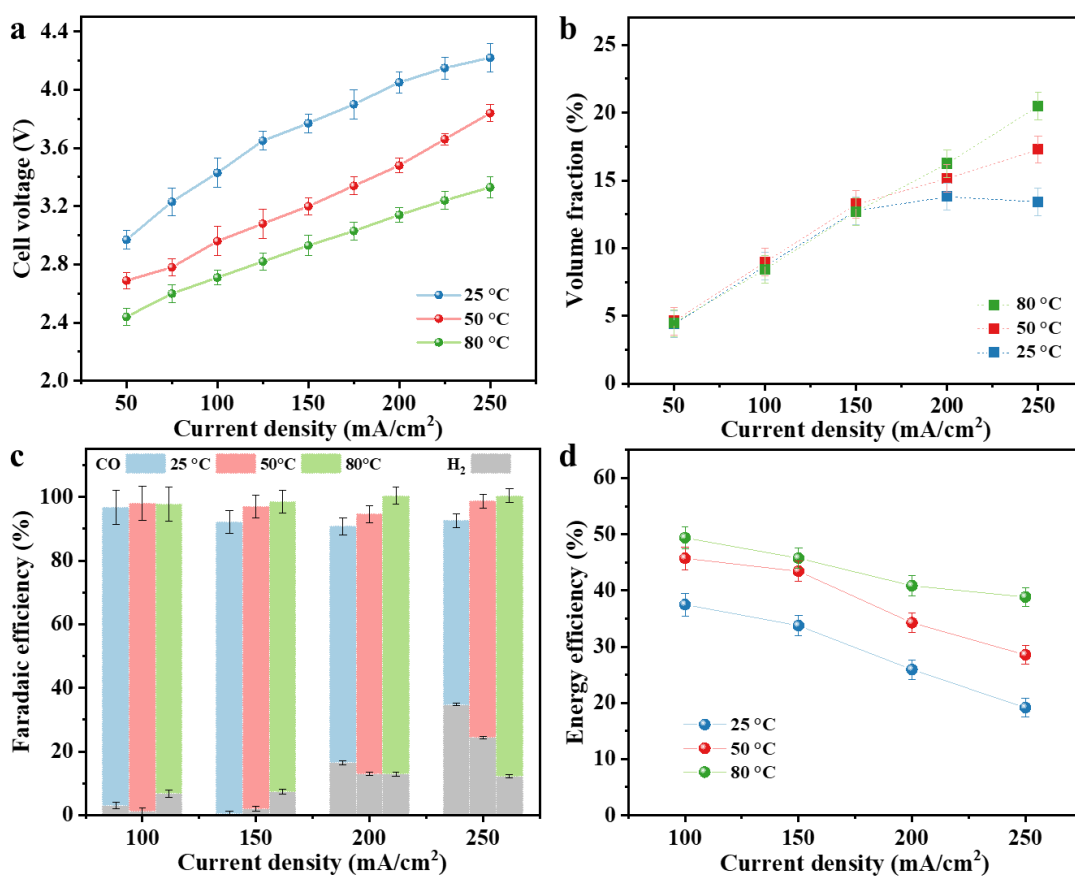 a
4.4
4.0
3.6
3.2
2.8
2.4
2.0
Cell voltage (V)
25 °C
50 °C
80 °C
50
100
150
200
250
Current density (mA/cm²)
b
25
20
15
10
5
0
Volume fraction (%)
80 °C
50 °C
25 °C
50
100
150
200
250
Current density (mA/cm²)
c
CO 25 °C 50°C 80°C H₂
100
80
60
40
20
0
Faradaic efficiency (%)
100
150
200
250
Current density (mA/cm²)
d
60
50
40
30
20
10
0
Energy efficiency (%)
25 °C
50 °C
80 °C
100
150
200
250
Current density (mA/cm²)